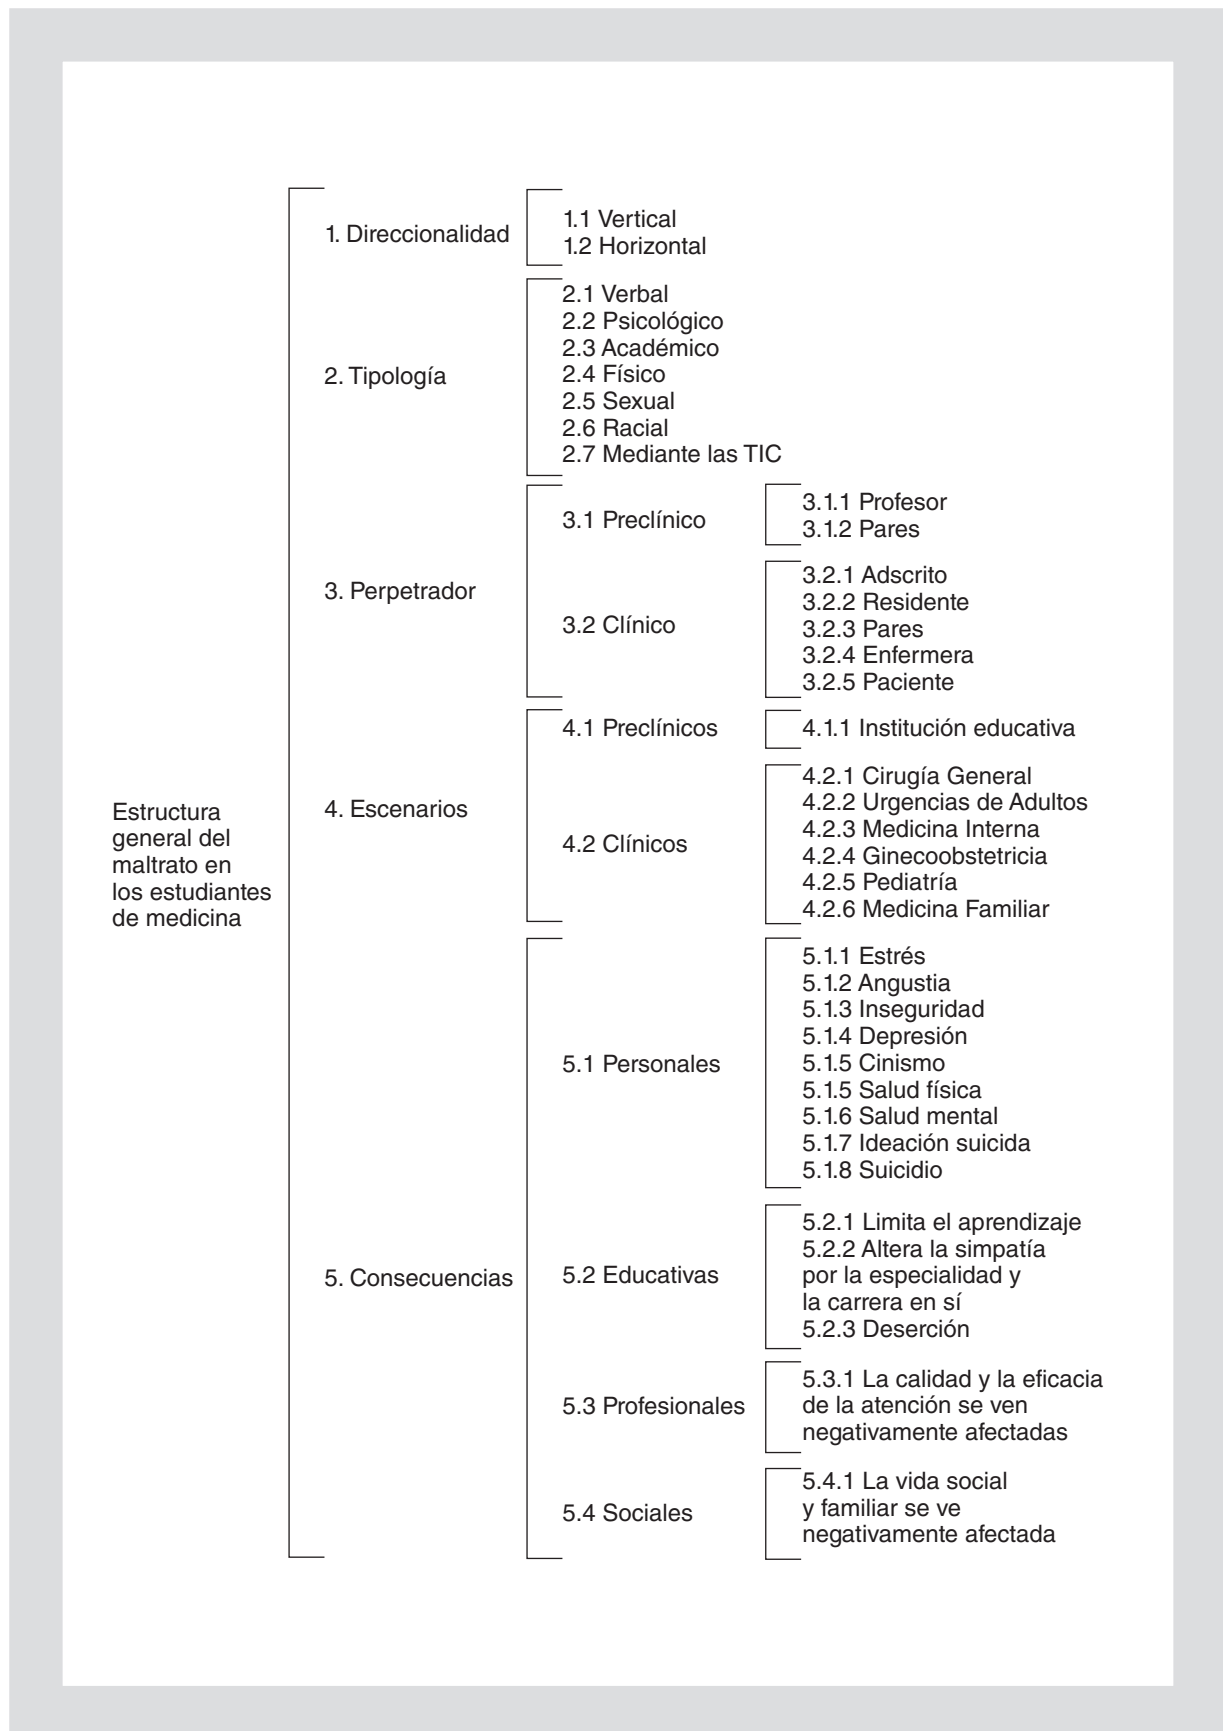 Estructura
general del
maltrato en
los estudiantes
de medicina
1. Direccionalidad
1.1 Vertical
1.2 Horizontal
2. Tipología
2.1 Verbal
2.2 Psicológico
2.3 Académico
2.4 Físico
2.5 Sexual
2.6 Racial
2.7 Mediante las TIC
3. Perpetrador
3.1 Preclínico
3.1.1 Profesor
3.1.2 Pares
3.2 Clínico
3.2.1 Adscrito
3.2.2 Residente
3.2.3 Pares
3.2.4 Enfermera
3.2.5 Paciente
4. Escenarios
4.1 Preclínicos
4.1.1 Institución educativa
4.2 Clínicos
4.2.1 Cirugía General
4.2.2 Urgencias de Adultos
4.2.3 Medicina Interna
4.2.4 Ginecoobstetricia
4.2.5 Pediatría
4.2.6 Medicina Familiar
5. Consecuencias
5.1 Personales
5.1.1 Estrés
5.1.2 Angustia
5.1.3 Inseguridad
5.1.4 Depresión
5.1.5 Cinismo
5.1.5 Salud física
5.1.6 Salud mental
5.1.7 Ideación suicida
5.1.8 Suicidio
5.2 Educativas
5.2.1 Limita el aprendizaje
5.2.2 Altera la simpatía
por la especialidad y
la carrera en sí
5.2.3 Deserción
5.3 Profesionales
5.3.1 La calidad y la eficacia
de la atención se ven
negativamente afectadas
5.4 Sociales
5.4.1 La vida social
y familiar se ve
negativamente afectada